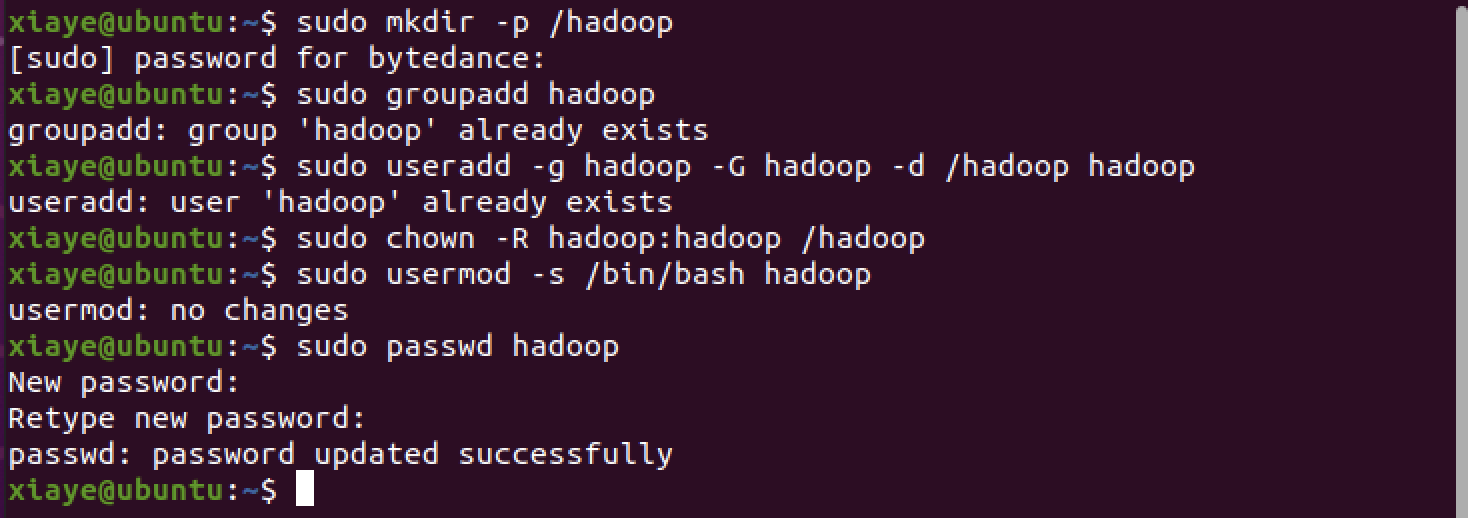 xiaye@ubuntu:~$ sudo mkdir -p /hadoop
[sudo] password for bytedance:
xiaye@ubuntu:~$ sudo groupadd hadoop
groupadd: group 'hadoop' already exists
xiaye@ubuntu:~$ sudo useradd -g hadoop -G hadoop -d /hadoop hadoop
useradd: user 'hadoop' already exists
xiaye@ubuntu:~$ sudo chown -R hadoop:hadoop /hadoop
xiaye@ubuntu:~$ sudo usermod -s /bin/bash hadoop
usermod: no changes
xiaye@ubuntu:~$ sudo passwd hadoop
New password:
Retype new password:
passwd: password updated successfully
xiaye@ubuntu:~$